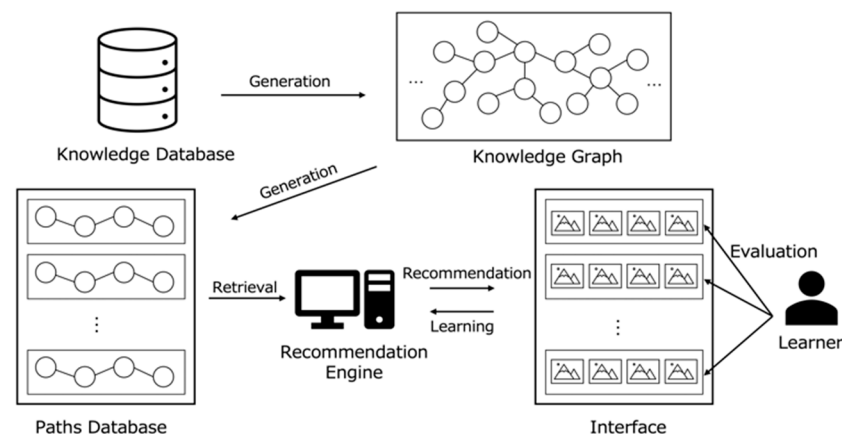 Generation
...
...
Knowledge Database
Knowledge Graph
Generation
Retrieval
Recommendation
Learning
Evaluation
Recommendation
Engine
Learner
Paths Database
Interface